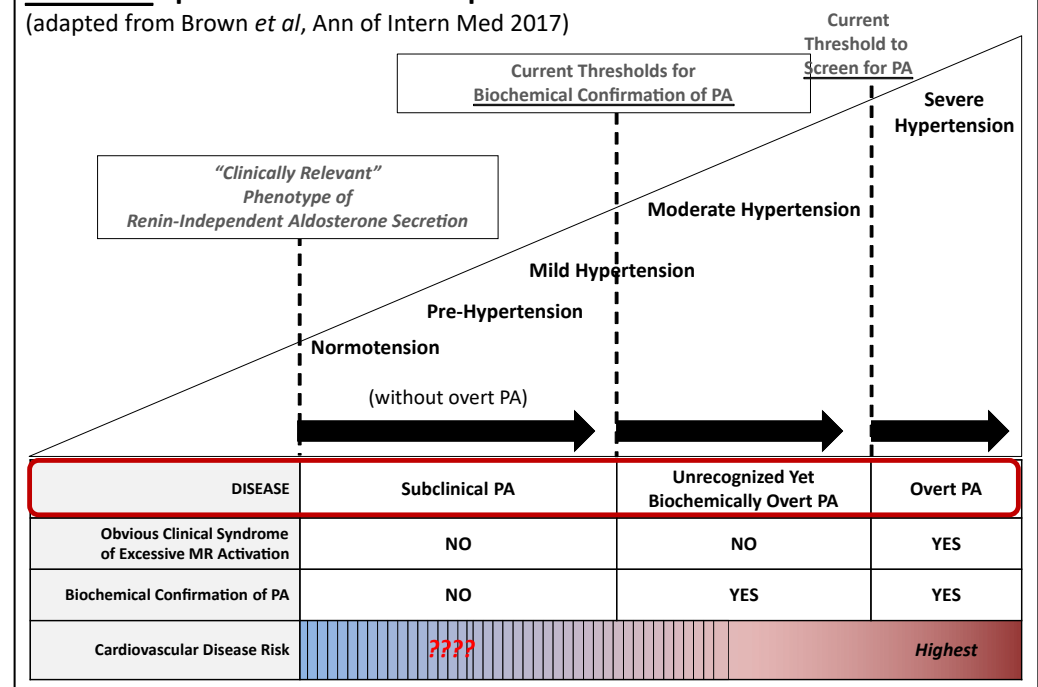 (adapted from Brown et al, Ann of Intern Med 2017)
Current
Threshold to
Screen for PA
Current Thresholds for
Biochemical Confirmation of PA
Severe
Hypertension
“Clinically Relevant”
Phenotype of
Renin-Independent Aldosterone Secretion
Moderate Hypertension
Mild Hypertension
Pre-Hypertension
Normotension
(without overt PA)
DISEASE
Subclinical PA
Unrecognized Yet
Biochemically Overt PA
Overt PA
Obvious Clinical Syndrome
of Excessive MR Activation
NO
NO
YES
Biochemical Confirmation of PA
NO
YES
YES
Cardiovascular Disease Risk
????
Highest